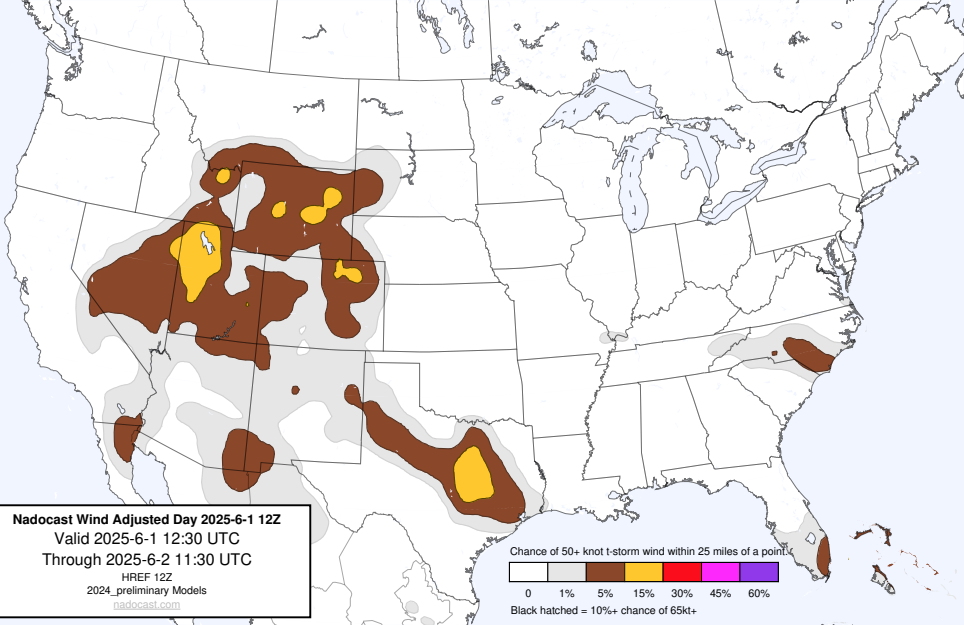 Nadocast Wind Adjusted Day 2025-6-1 12Z
Valid 2025-6-1 12:30 UTC
Through 2025-6-2 11:30 UTC
HREF 12Z
2024_preliminary Models
nadocast.com
Chance of 50+ knot t-storm wind within 25 miles of a point.
0 1% 5% 15% 30% 45% 60%
Black hatched = 10%+ chance of 65kt+